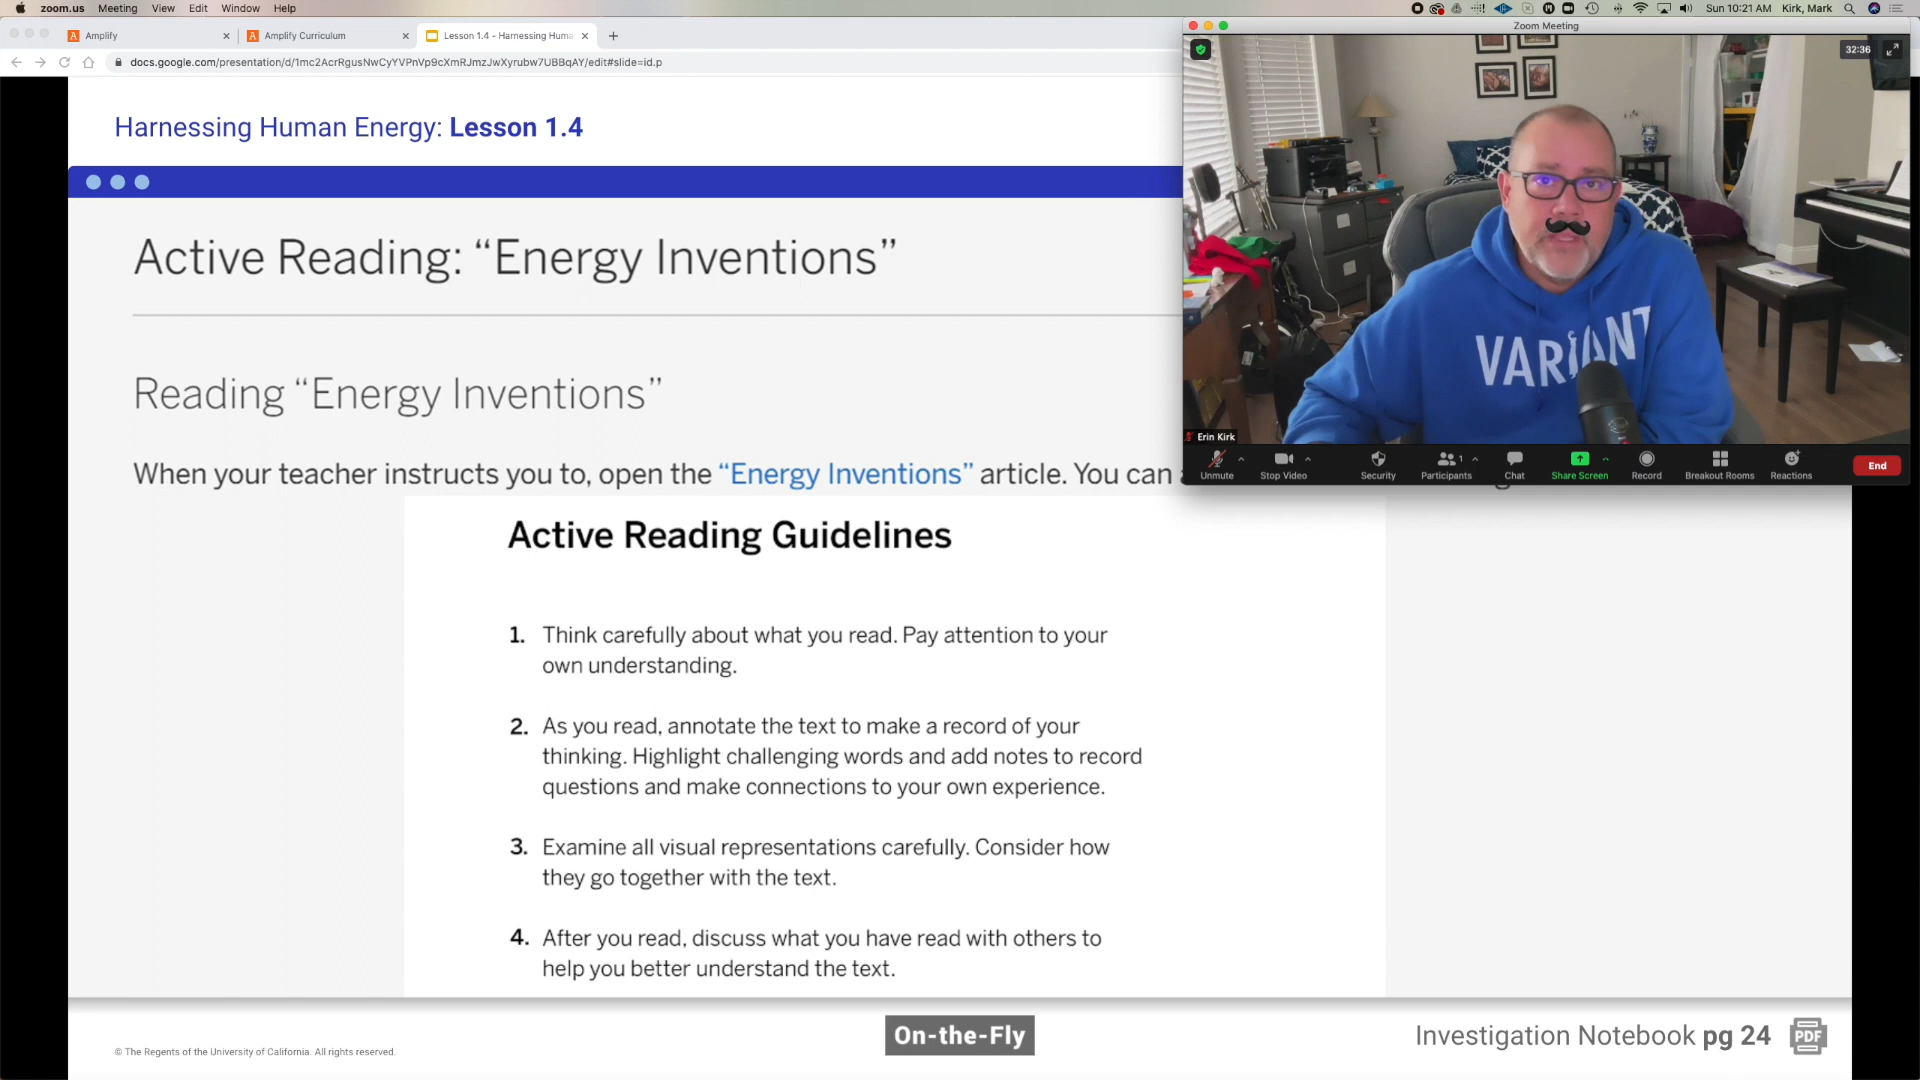 zoom.us Meeting View Edit Window Help
Sun 10:21 AM Kirk, Mark
Amplify
Amplify Curriculum
Lesson 1.4 - Harnessing Huma
docs.google.com/presentation/d/1mc2AcrRgusNwCyYVPnVp9cXmRJmzJwXyrubw7UBBqAY/edit#slide=id.p
Zoom Meeting
32:36
VARIANT
Erin Kirk
Unmute Stop Video Security Participants 1 Chat Share Screen Record Breakout Rooms Reactions End
Harnessing Human Energy: Lesson 1.4
Active Reading: “Energy Inventions”
Reading “Energy Inventions”
When your teacher instructs you to, open the “Energy Inventions” article. You can
Active Reading Guidelines
1. Think carefully about what you read. Pay attention to your
own understanding.
2. As you read, annotate the text to make a record of your
thinking. Highlight challenging words and add notes to record
questions and make connections to your own experience.
3. Examine all visual representations carefully. Consider how
they go together with the text.
4. After you read, discuss what you have read with others to
help you better understand the text.
© The Regents of the University of California. All rights reserved.
On-the-Fly
Investigation Notebook pg 24
PDF